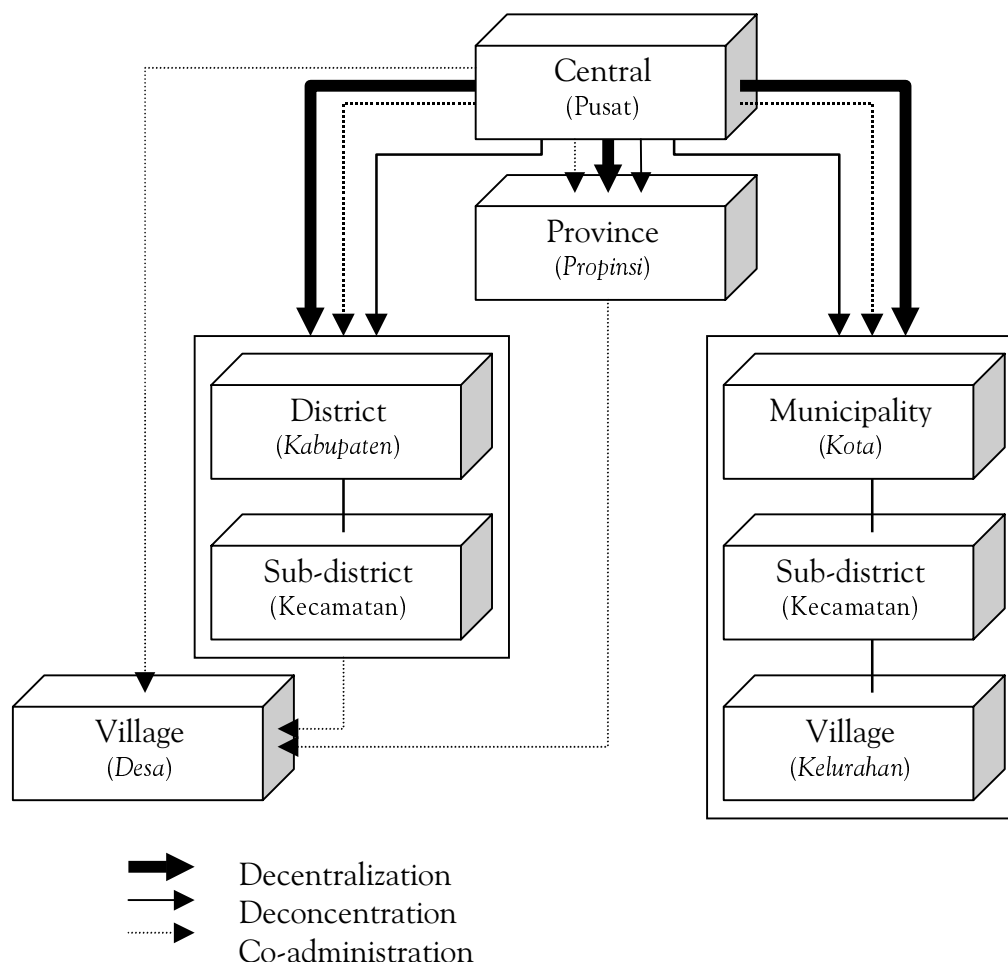 Central
(Pusat)
Province
(Propinsi)
District
(Kabupaten)
Municipality
(Kota)
Sub-district
(Kecamatan)
Sub-district
(Kecamatan)
Village
(Desa)
Village
(Kelurahan)
Decentralization
Deconcentration
Co-administration